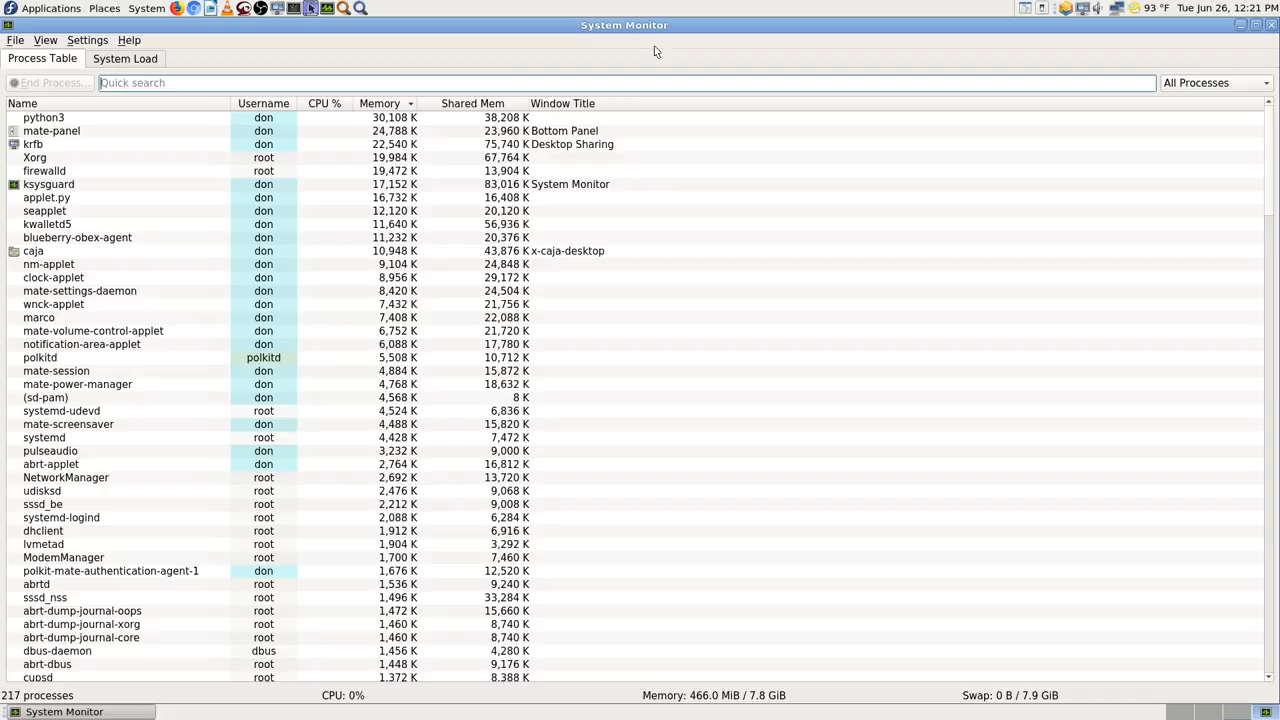 Applications Places System 93 °F Tue Jun 26, 12:21 PM
System Monitor
File View Settings Help
Process Table System Load
End Process... Quick search All Processes
Name Username CPU % Memory Shared Mem Window Title
python3 don 30,108 K 38,208 K
mate-panel don 24,788 K 23,960 K Bottom Panel
krfb don 22,540 K 75,740 K Desktop Sharing
Xorg root 19,984 K 67,764 K
firewalld root 19,472 K 13,904 K
ksysguard don 17,152 K 83,016 K System Monitor
applet.py don 16,732 K 16,408 K
seapplet don 12,120 K 20,120 K
kwalletd5 don 11,640 K 56,936 K
blueberry-obex-agent don 11,232 K 20,376 K
caja don 10,948 K 43,876 K x-caja-desktop
nm-applet don 9,104 K 24,848 K
clock-applet don 8,956 K 29,172 K
mate-settings-daemon don 8,420 K 24,504 K
wnck-applet don 7,432 K 21,756 K
marco don 7,408 K 22,088 K
mate-volume-control-applet don 6,752 K 21,720 K
notification-area-applet don 6,088 K 17,780 K
polkitd polkitd 5,508 K 10,712 K
mate-session don 4,884 K 15,872 K
mate-power-manager don 4,768 K 18,632 K
(sd-pam) don 4,568 K 8 K
systemd-udevd root 4,524 K 6,836 K
mate-screensaver don 4,488 K 15,820 K
systemd root 4,428 K 7,472 K
pulseaudio don 3,232 K 9,000 K
abrt-applet don 2,764 K 16,812 K
NetworkManager root 2,692 K 13,720 K
udisksd root 2,476 K 9,068 K
sssd_be root 2,212 K 9,008 K
systemd-logind root 2,088 K 6,284 K
dhclient root 1,912 K 6,916 K
lvmetad root 1,904 K 3,292 K
ModemManager root 1,700 K 7,460 K
polkit-mate-authentication-agent-1 don 1,676 K 12,520 K
abrtd root 1,536 K 9,240 K
sssd_nss root 1,496 K 33,284 K
abrt-dump-journal-oops root 1,472 K 15,660 K
abrt-dump-journal-xorg root 1,460 K 8,740 K
abrt-dump-journal-core root 1,460 K 8,740 K
dbus-daemon dbus 1,456 K 4,280 K
abrt-dbus root 1,448 K 9,176 K
cupsd root 1,372 K 8,388 K
217 processes CPU: 0% Memory: 466.0 MiB / 7.8 GiB Swap: 0 B / 7.9 GiB
System Monitor